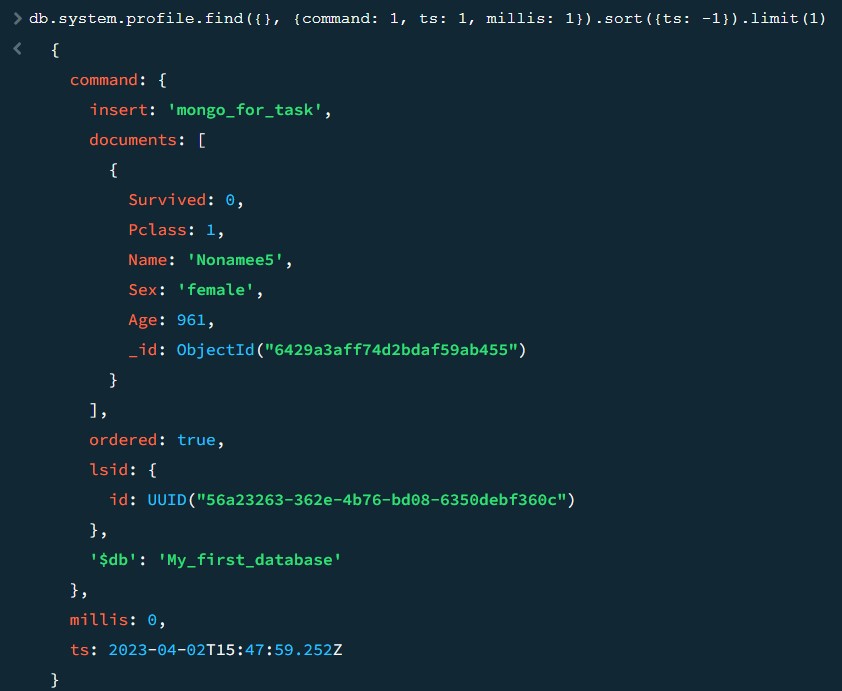 > db.system.profile.find({}, {command: 1, ts: 1, millis: 1}).sort({ts: -1}).limit(1)
< {
command: {
insert: 'mongo_for_task',
documents: [
{
Survived: 0,
Pclass: 1,
Name: 'Nonamee5',
Sex: 'female',
Age: 961,
_id: ObjectId("6429a3aff74d2bdaf59ab455")
}
],
ordered: true,
lsid: {
id: UUID("56a23263-362e-4b76-bd08-6350debf360c")
},
'$db': 'My_first_database'
},
millis: 0,
ts: 2023-04-02T15:47:59.252Z
}